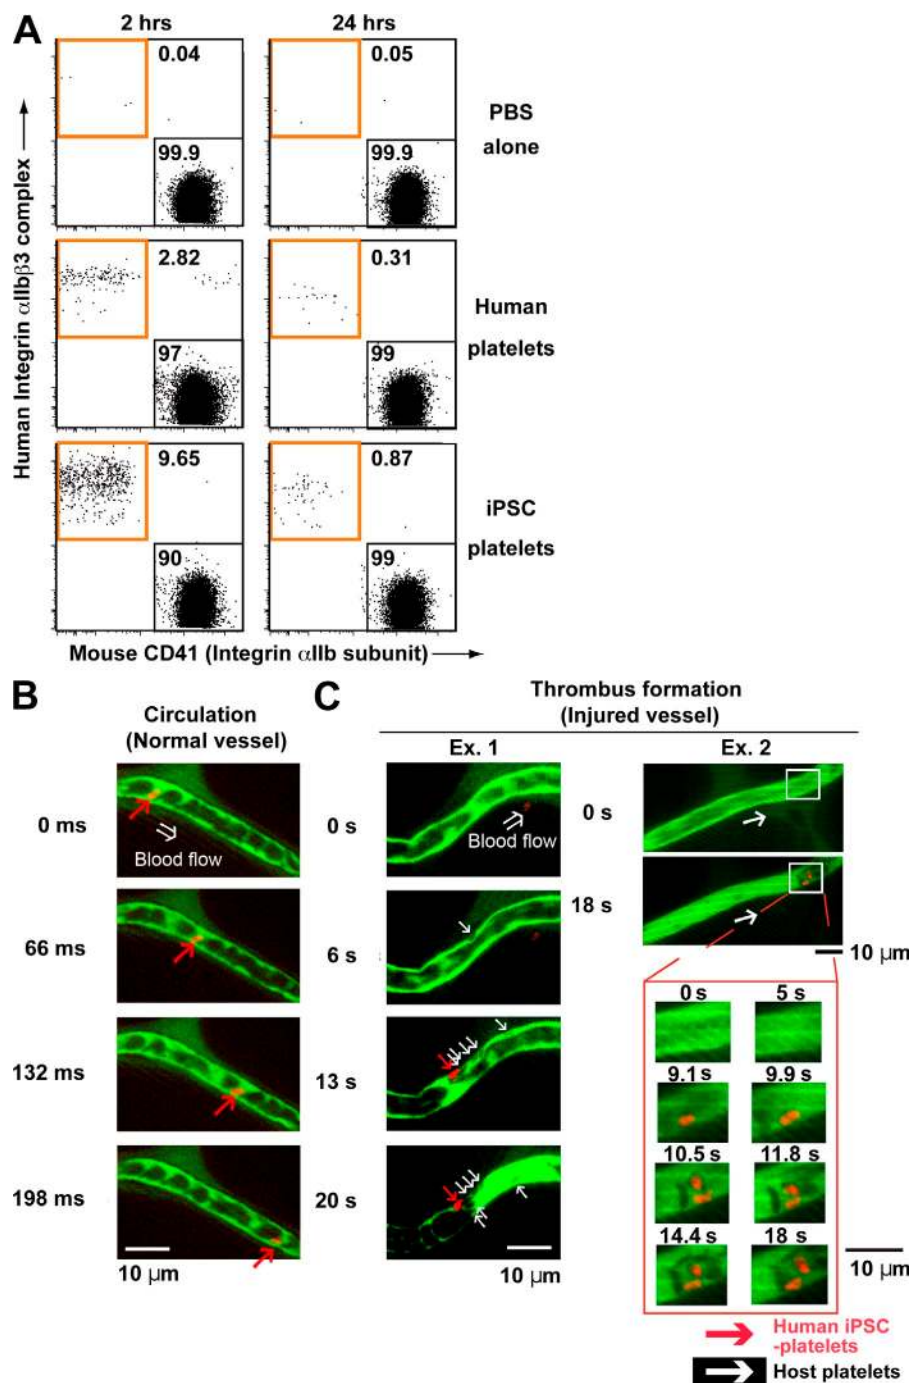 A
2 hrs
24 hrs
Human Integrin αIIbβ3 complex
0.04
99.9
0.05
99.9
PBS
alone
2.82
97
0.31
99
Human
platelets
9.65
90
0.87
99
iPSC
platelets
Mouse CD41 (Integrin αIIb subunit)
B
Circulation
(Normal vessel)
0 ms
Blood flow
66 ms
132 ms
198 ms
10 μm
C
Thrombus formation
(Injured vessel)
Ex. 1
0 s
Blood flow
6 s
13 s
20 s
10 μm
Ex. 2
0 s
18 s
10 μm
0 s
5 s
9.1 s
9.9 s
10.5 s
11.8 s
14.4 s
18 s
10 μm
Human iPSC
-platelets
Host platelets